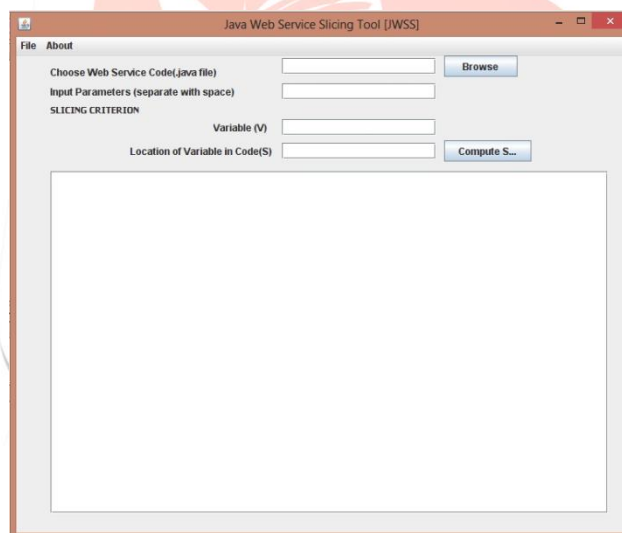 Java Web Service Slicing Tool [JWSS]
File About
Choose Web Service Code(.java file) Browse
Input Parameters (separate with space)
SLICING CRITERION
Variable (V)
Location of Variable in Code(S) Compute S...